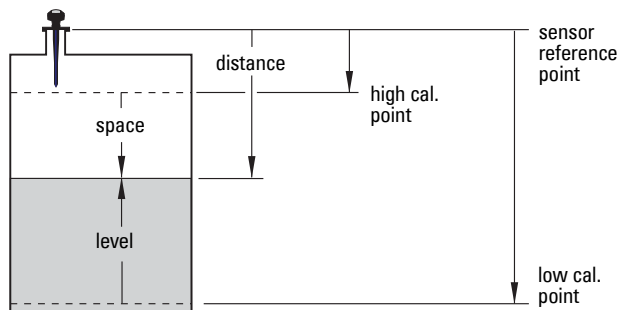 sensor
reference
point
distance
high cal.
point
space
level
low cal.
point